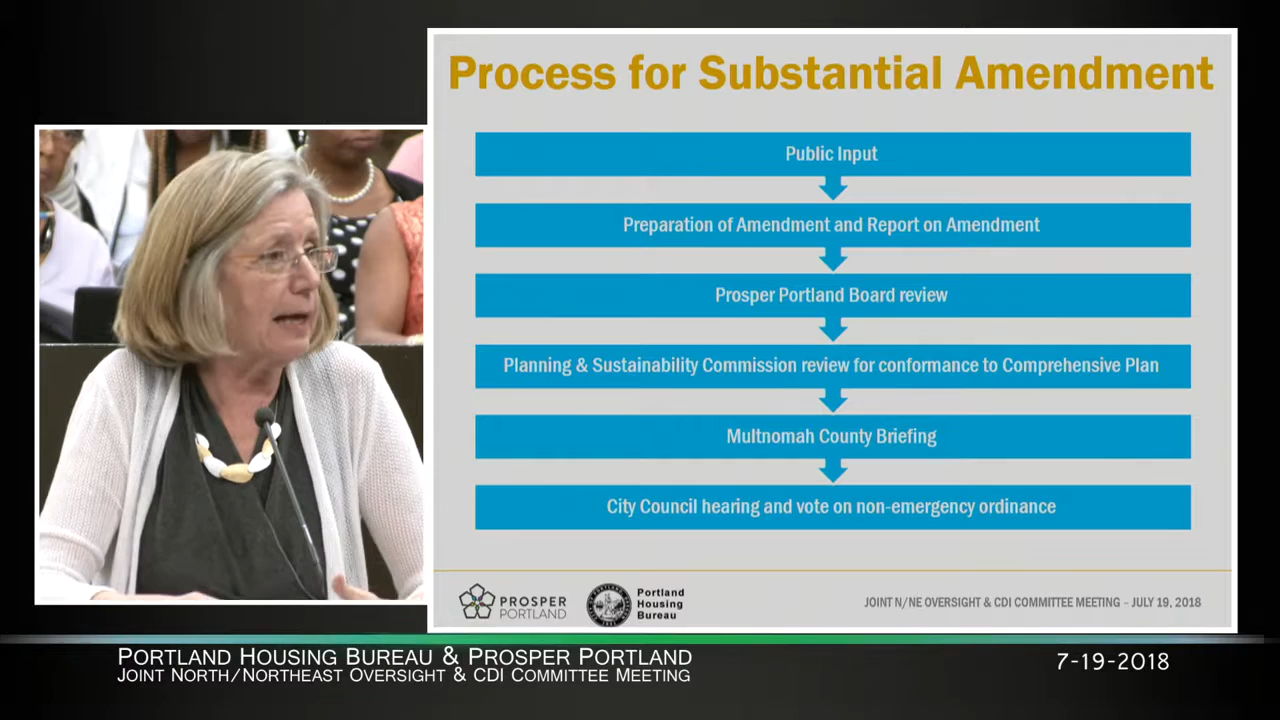 Process for Substantial Amendment
Public Input
Preparation of Amendment and Report on Amendment
Prosper Portland Board review
Planning & Sustainability Commission review for conformance to Comprehensive Plan
Multnomah County Briefing
City Council hearing and vote on non-emergency ordinance
PROSPER
PORTLAND
Portland
Housing
Bureau
JOINT N/NE OVERSIGHT & CDI COMMITTEE MEETING – JULY 19, 2018
PORTLAND HOUSING BUREAU & PROSPER PORTLAND
JOINT NORTH/NORTHEAST OVERSIGHT & CDI COMMITTEE MEETING
7-19-2018